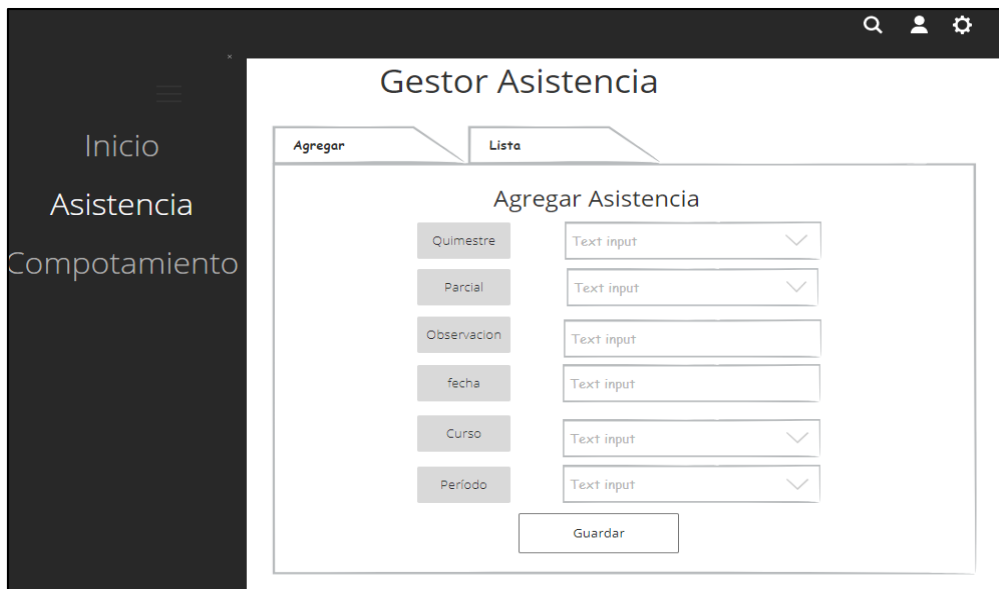 Gestor Asistencia
Inicio
Asistencia
Compotamiento
Agregar
Lista
Agregar Asistencia
Quimestre
Text input
Parcial
Text input
Observacion
Text input
fecha
Text input
Curso
Text input
Período
Text input
Guardar